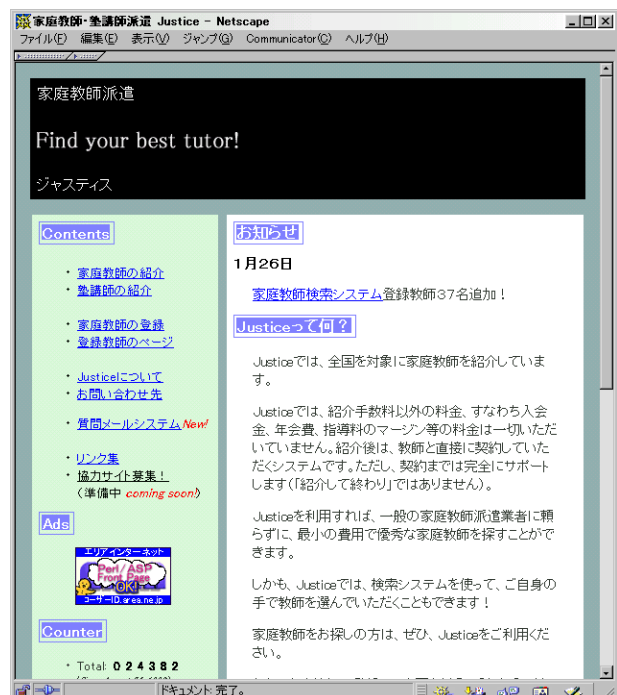 家庭教師・塾講師派遣 Justice - Netscape
ファイル(F) 編集(E) 表示(V) ジャンプ(G) Communicator(C) ヘルプ(H)
家庭教師派遣
Find your best tutor!
ジャスティス
Contents
・家庭教師の紹介
・塾講師の紹介
・家庭教師の登録
・登録教師のページ
・Justiceについて
・お問い合わせ先
・質問メールシステムNew!
・リンク集
・協力サイト募集!
(準備中 coming soon!)
Ads
エリアインターネット
Perl/ASP
Front Page
OK!
ユーザーID.area.ne.jp
Counter
・Total: 024382
お知らせ
1月26日
家庭教師検索システム登録教師37名追加!
Justiceって何?
Justiceでは、全国を対象に家庭教師を紹介していま
す。
Justiceでは、紹介手数料以外の料金、すなわち入会
金、年会費、指導料のマージン等の料金は一切いただ
いていません。紹介後は、教師と直接に契約していた
だくシステムです。ただし、契約までは完全にサポート
します(「紹介して終わり」ではありません)。
Justiceを利用すれば、一般の家庭教師派遣業者に頼
らずに、最小の費用で優秀な家庭教師を探すことがで
きます。
しかも、Justiceでは、検索システムを使って、ご自身の
手で教師を選んでいただくこともできます!
家庭教師をお探しの方は、ぜひ、Justiceをご利用くだ
さい。
ドキュメント: 完了。